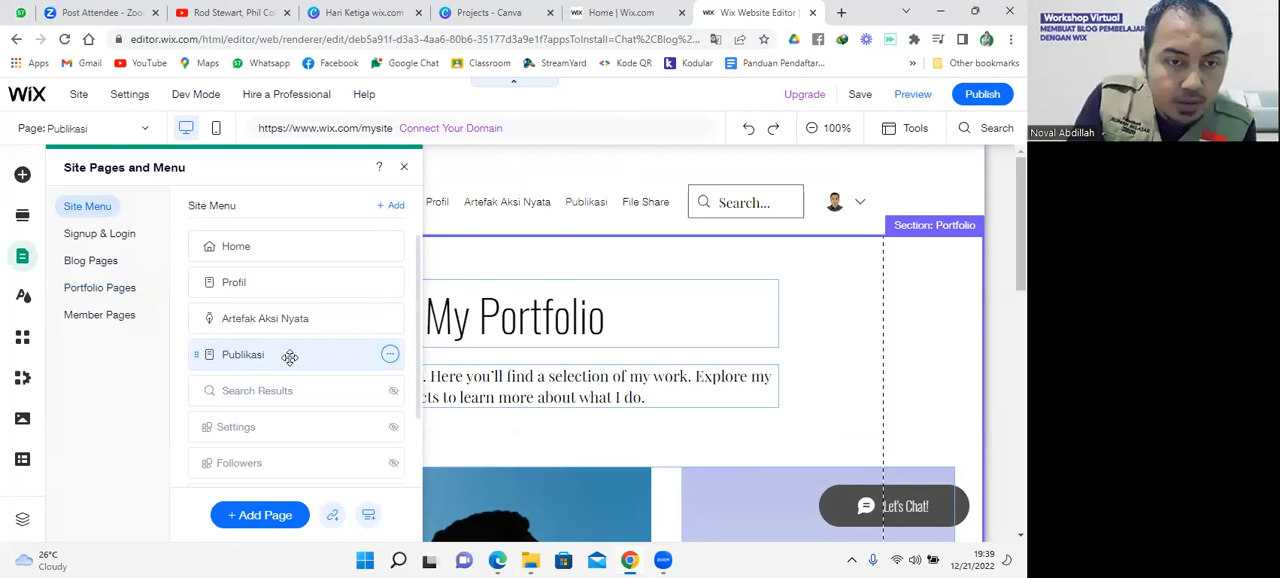 Post Attendee - Zoo
Rod Stewart, Phil Co
Hari Ketiga wix.com
Projects - Canva
Home | Wix.com
Wix Website Editor |
editor.wix.com/html/editor/web/renderer/edit
3a-4aa5-80b6-35177d3a9e1f?appsToInstall=Chat%2CBlog%2...
Apps
Gmail
YouTube
Maps
Whatsapp
Facebook
Google Chat
Classroom
StreamYard
Kode QR
Kodular
Panduan Pendaftar...
Other bookmarks
WiX
Site
Settings
Dev Mode
Hire a Professional
Help
Upgrade
Save
Preview
Publish
Page: Publikasi
https://www.wix.com/mysite
Connect Your Domain
100%
Tools
Search
Site Pages and Menu
?
Site Menu
Signup & Login
Blog Pages
Portfolio Pages
Member Pages
Site Menu
+ Add
Home
Profil
Artefak Aksi Nyata
Publikasi
Search Results
Settings
Followers
+ Add Page
Profil
Artefak Aksi Nyata
Publikasi
File Share
Search...
Section: Portfolio
My Portfolio
. Here you'll find a selection of my work. Explore my
cts to learn more about what I do.
Let's Chat!
Workshop Virtual
MEMBUAT BLOG PEMBELAJAR
DENGAN WIX
Noval Abdillah
26°C
Cloudy
19:39
12/21/2022